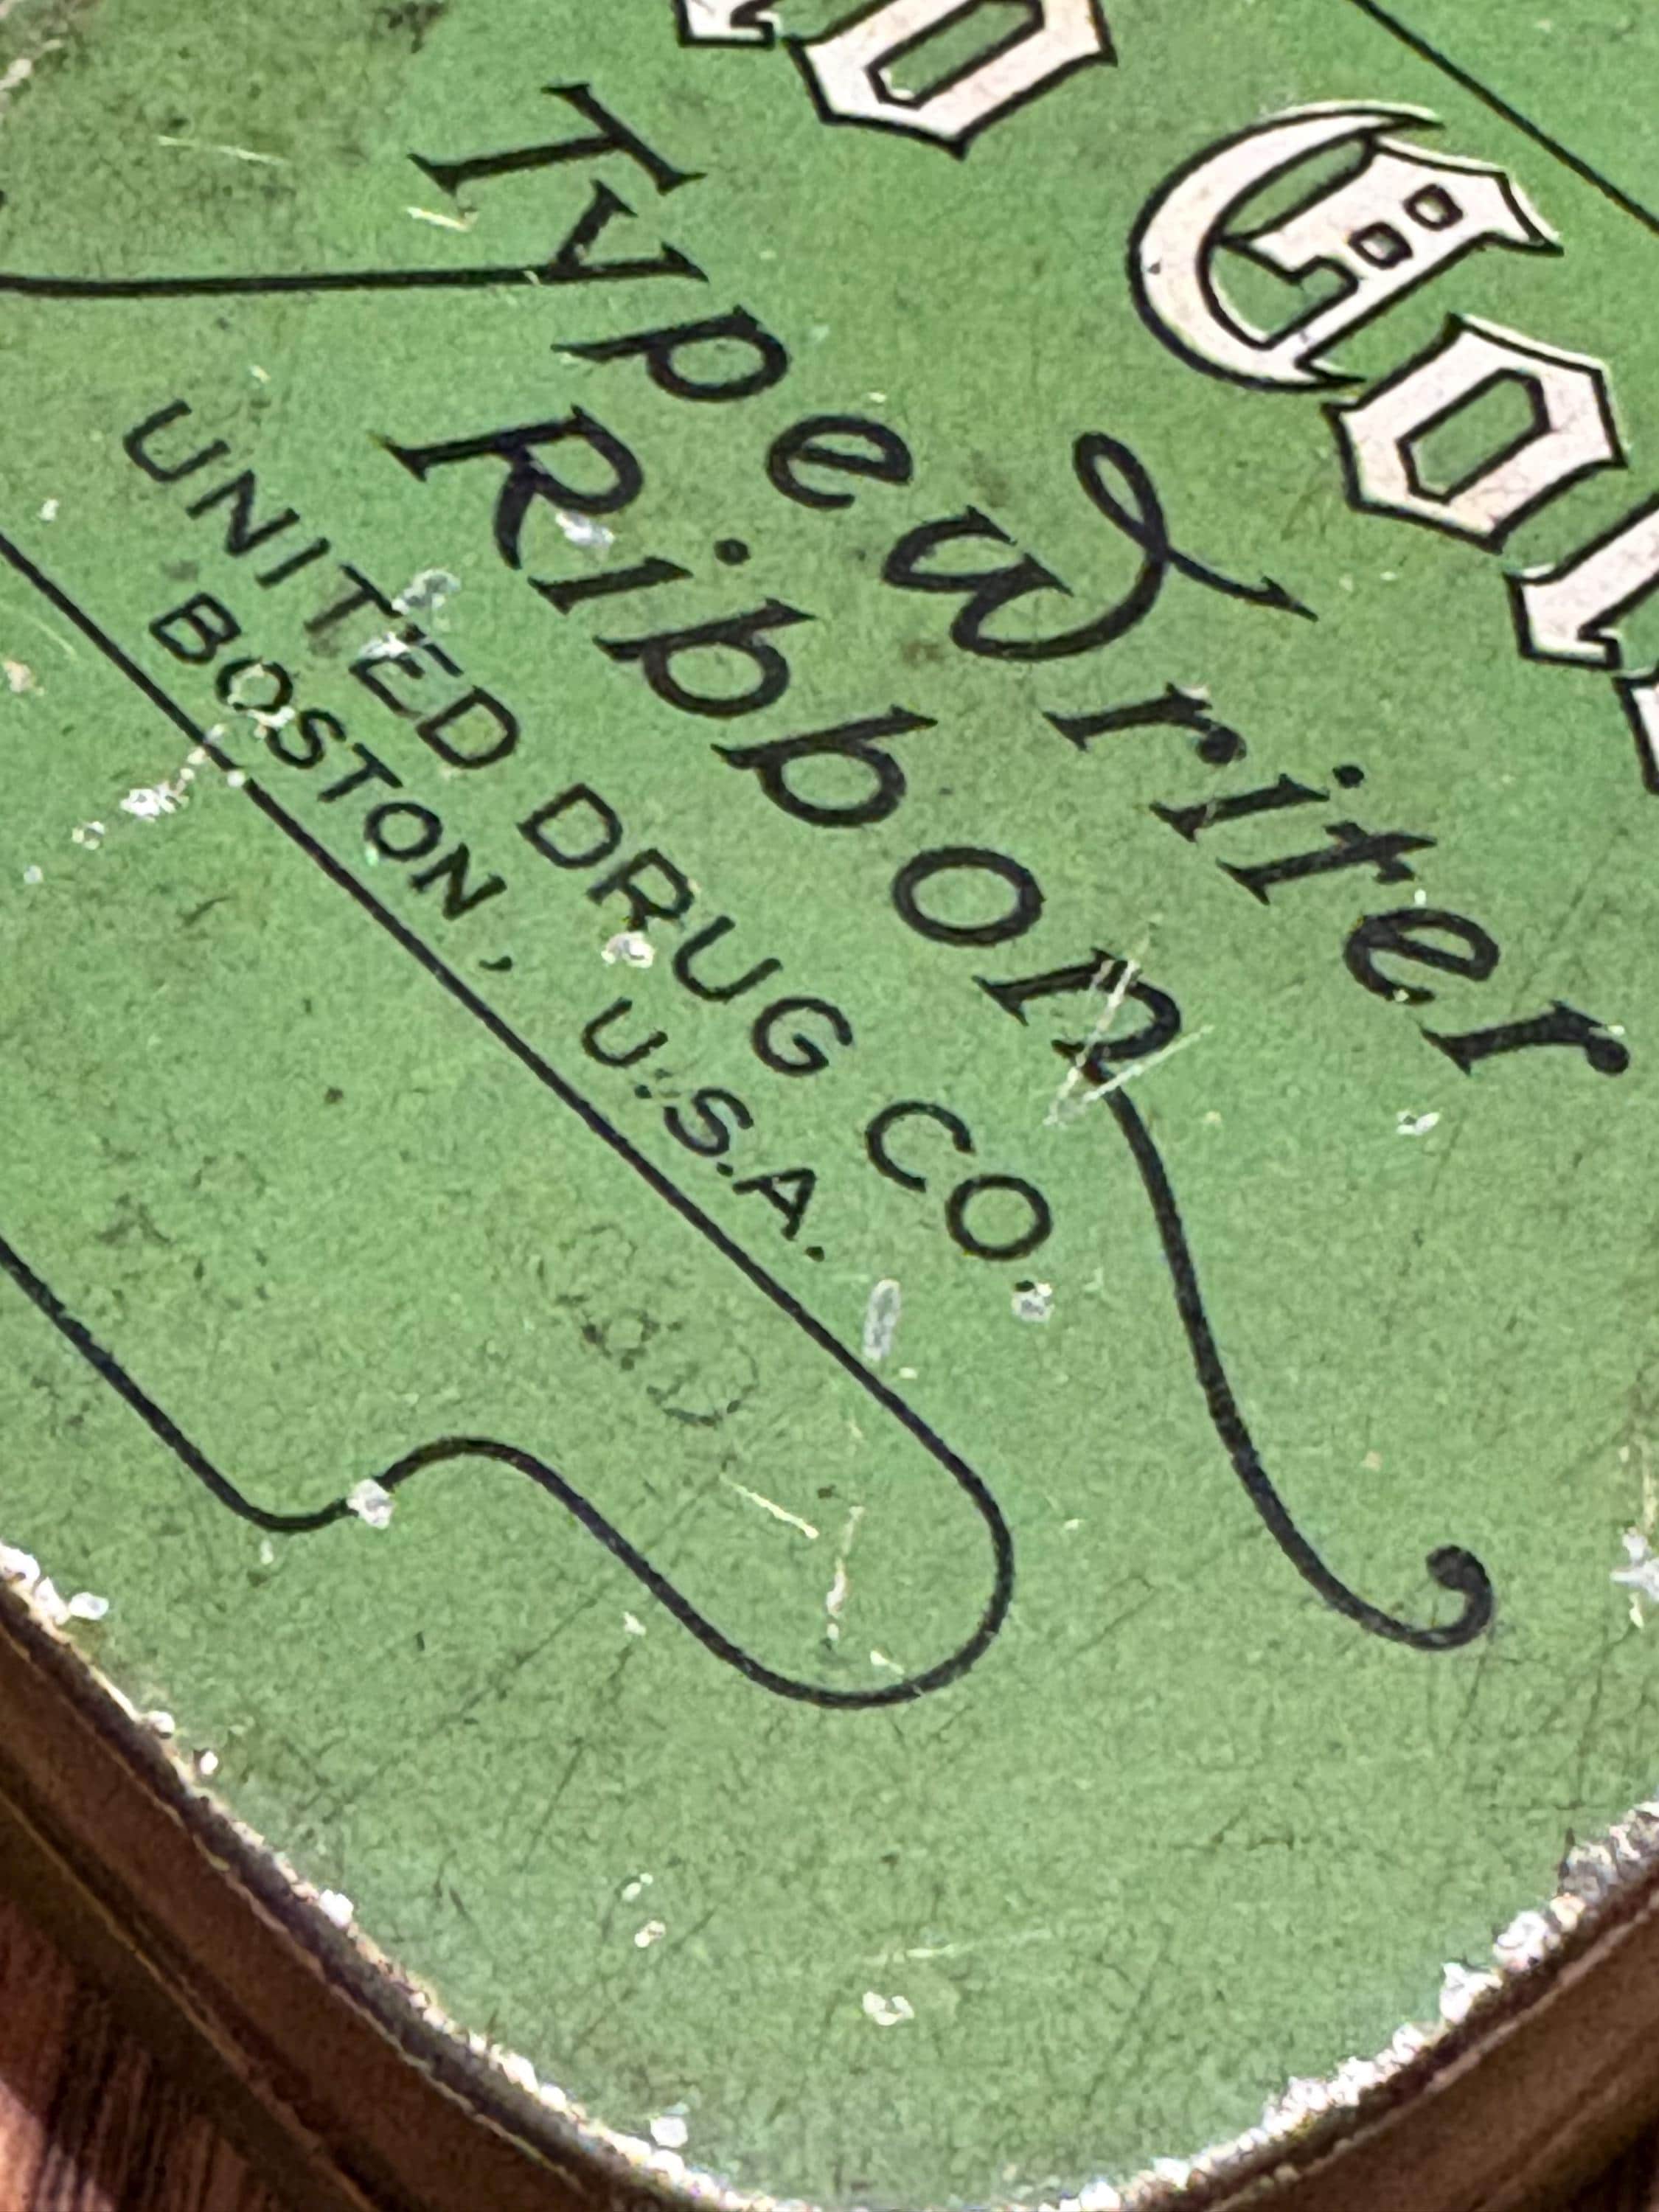 Typewriter
Ribbon
UNITED DRUG CO.
BOSTON, U.S.A.